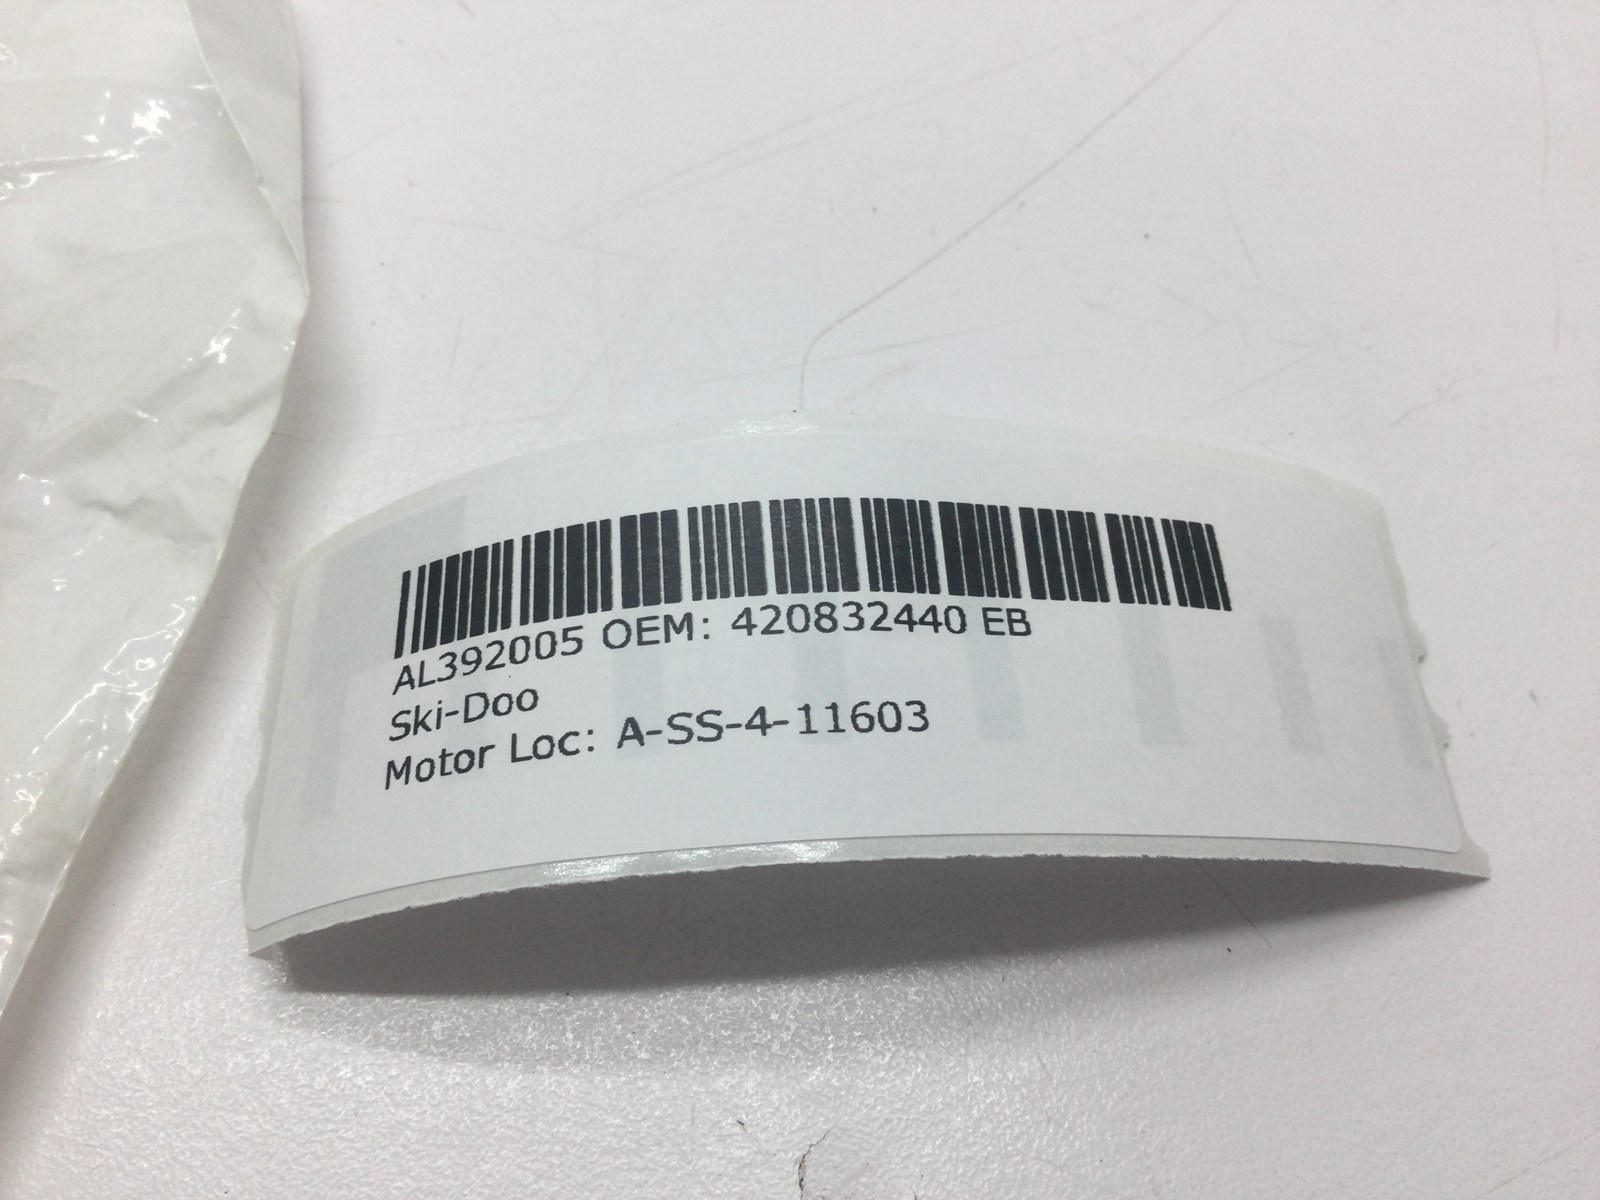 AL392005 OEM: 420832440 EB
Ski-Doo
Motor Loc: A-SS-4-11603